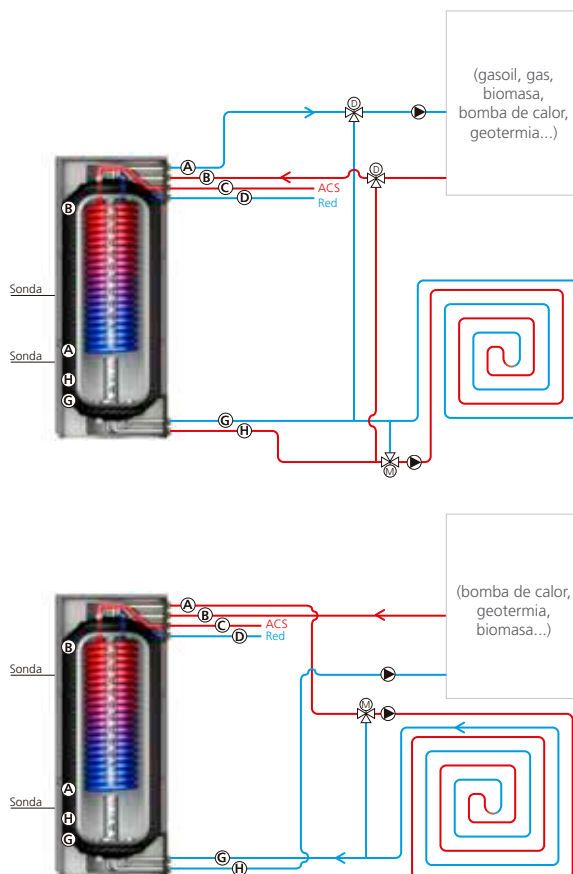 (gasoil, gas,
biomasa,
bomba de calor,
geotermia...)
D
A
D
B
C
ACS
D
Red
B
Sonda
A
Sonda
H
G
G
H
M
(bomba de calor,
geotermia,
biomasa...)
A
B
C
ACS
D
Red
B
Sonda
M
A
Sonda
H
G
G
H